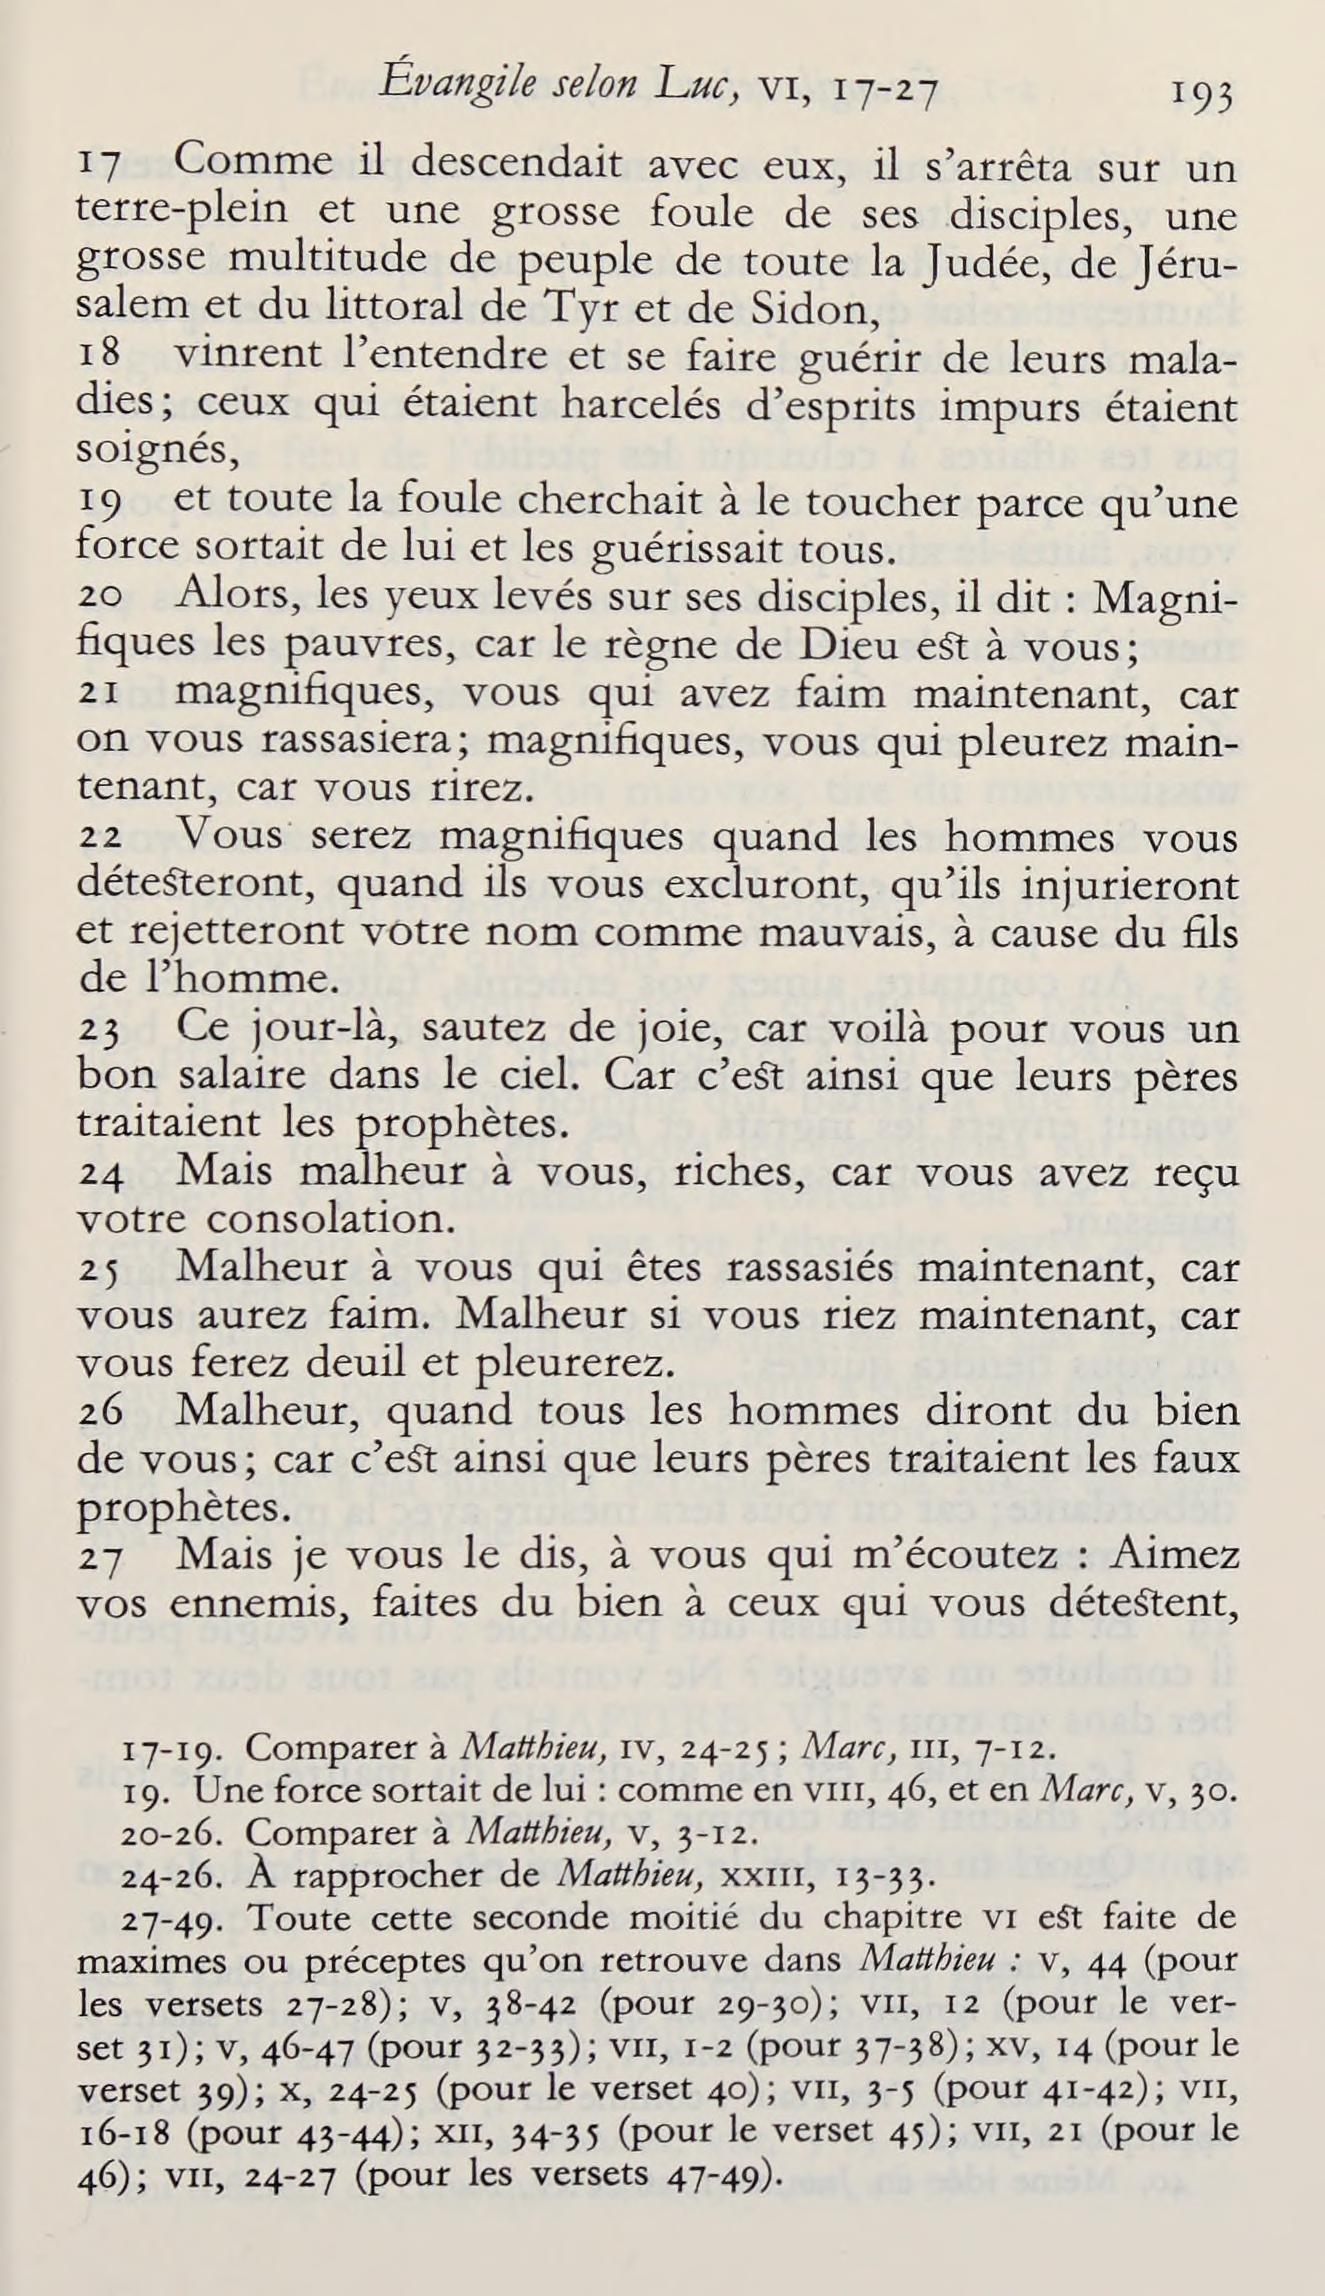 Évangile selon Luc, VI, 17-27 193
17 Comme il descendait avec eux, il s’arrêta sur un
terre-plein et une grosse foule de ses disciples, une
grosse multitude de peuple de toute la Judée, de Jéru-
salem et du littoral de Tyr et de Sidon,
18 vinrent l’entendre et se faire guérir de leurs mala-
dies; ceux qui étaient harcelés d’esprits impurs étaient
soignés,
19 et toute la foule cherchait à le toucher parce qu’une
force sortait de lui et les guérissait tous.
20 Alors, les yeux levés sur ses disciples, il dit : Magni-
fiques les pauvres, car le règne de Dieu est à vous;
21 magnifiques, vous qui avez faim maintenant, car
on vous rassasiera; magnifiques, vous qui pleurez main-
tenant, car vous rirez.
22 Vous serez magnifiques quand les hommes vous
détesteront, quand ils vous excluront, qu’ils injurieront
et rejetteront votre nom comme mauvais, à cause du fils
de l’homme.
23 Ce jour-là, sautez de joie, car voilà pour vous un
bon salaire dans le ciel. Car c’est ainsi que leurs pères
traitaient les prophètes.
24 Mais malheur à vous, riches, car vous avez reçu
votre consolation.
25 Malheur à vous qui êtes rassasiés maintenant, car
vous aurez faim. Malheur si vous riez maintenant, car
vous ferez deuil et pleurerez.
26 Malheur, quand tous les hommes diront du bien
de vous; car c’est ainsi que leurs pères traitaient les faux
prophètes.
27 Mais je vous le dis, à vous qui m’écoutez : Aimez
vos ennemis, faites du bien à ceux qui vous détestent,
17-19. Comparer à Matthieu, IV, 24-25; Marc, III, 7-12.
19. Une force sortait de lui : comme en VIII, 46, et en Marc, V, 30.
20-26. Comparer à Matthieu, V, 3-12.
24-26. À rapprocher de Matthieu, XXIII, 13-33.
27-49. Toute cette seconde moitié du chapitre VI est faite de
maximes ou préceptes qu’on retrouve dans Matthieu : V, 44 (pour
les versets 27-28); V, 38-42 (pour 29-30); VII, 12 (pour le ver-
set 31); V, 46-47 (pour 32-33); VII, 1-2 (pour 37-38); XV, 14 (pour le
verset 39); X, 24-25 (pour le verset 40); VII, 3-5 (pour 41-42); VII,
16-18 (pour 43-44); XII, 34-35 (pour le verset 45); VII, 21 (pour le
46); VII, 24-27 (pour les versets 47-49).